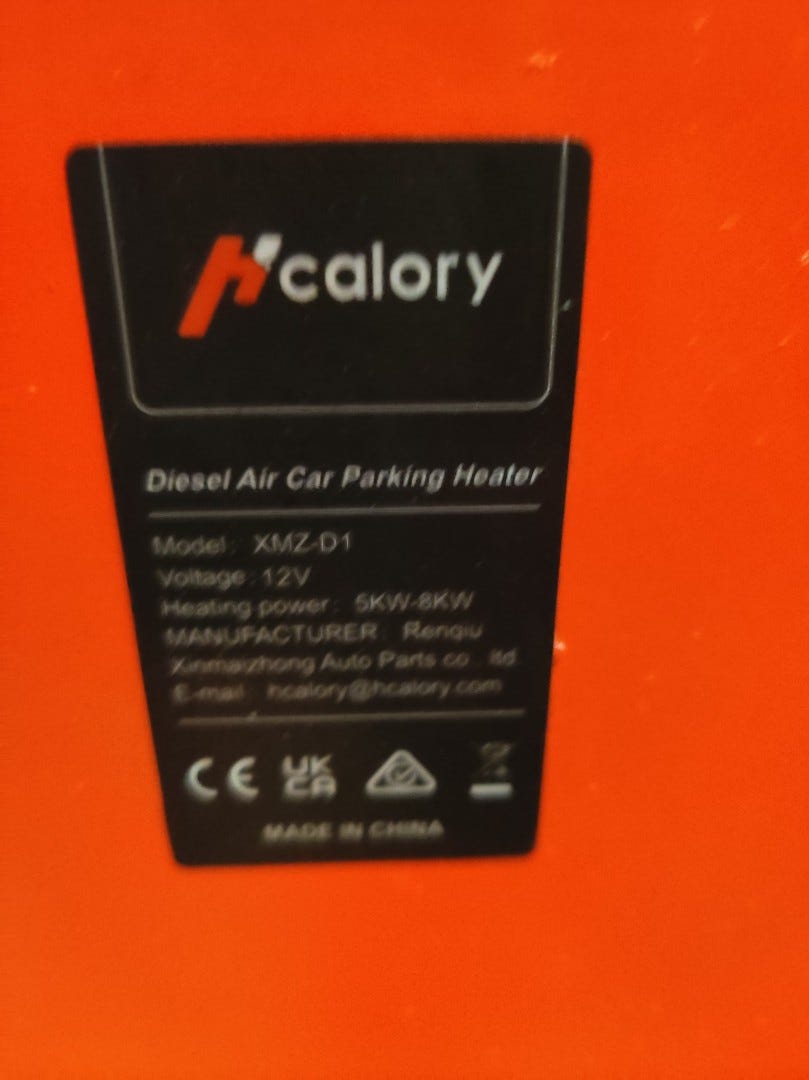 Hcalory
Diesel Air Car Parking Heater
Model: XMZ-D1
Voltage: 12V
Heating power: 5KW-8KW
MANUFACTURER: Renqiu
Xinmaizhong Auto Parts co., ltd
E-mail: hcalory@hcalory.com
CE UK CA
MADE IN CHINA